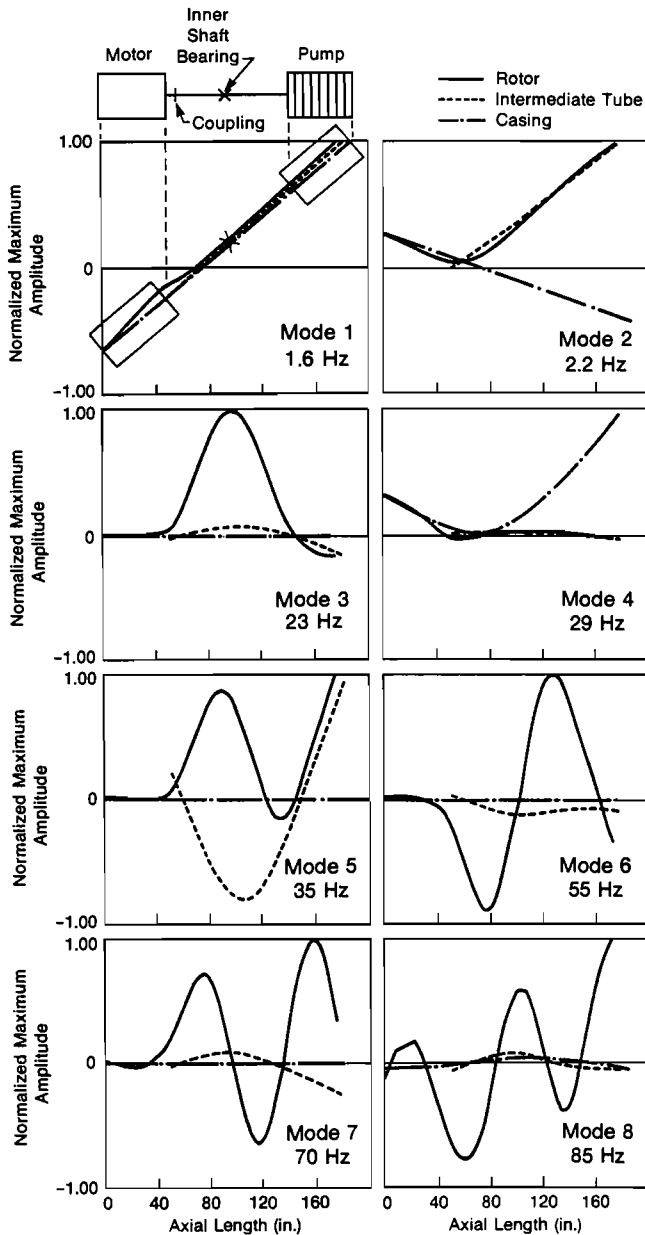 Inner
Shaft
Bearing
Motor
Pump
Coupling
Rotor
Intermediate Tube
Casing
Normalized Maximum
Amplitude
1.00
0
−1.00
Mode 1
1.6 Hz
Mode 2
2.2 Hz
Normalized Maximum
Amplitude
1.00
0
−1.00
Mode 3
23 Hz
Mode 4
29 Hz
Normalized Maximum
Amplitude
1.00
0
−1.00
Mode 5
35 Hz
Mode 6
55 Hz
Normalized Maximum
Amplitude
1.00
0
−1.00
Mode 7
70 Hz
Mode 8
85 Hz
0 40 80 120 160
0 40 80 120 160
Axial Length (in.)
Axial Length (in.)